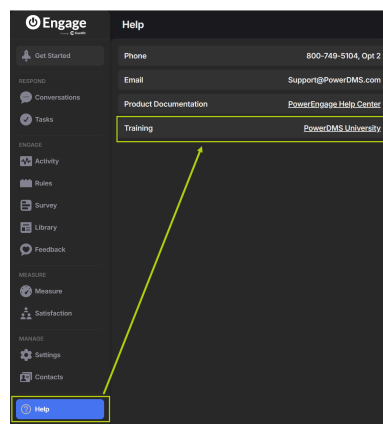 Engage
Help
Get Started
Phone
800-749-5104, Opt 2
RESPOND
Email
Support@PowerDMS.com
Conversations
Product Documentation
PowerEngage Help Center
Tasks
Training
PowerDMS University
ENGAGE
Activity
Rules
Survey
Library
Feedback
MEASURE
Measure
Satisfaction
MANAGE
Settings
Contacts
Help